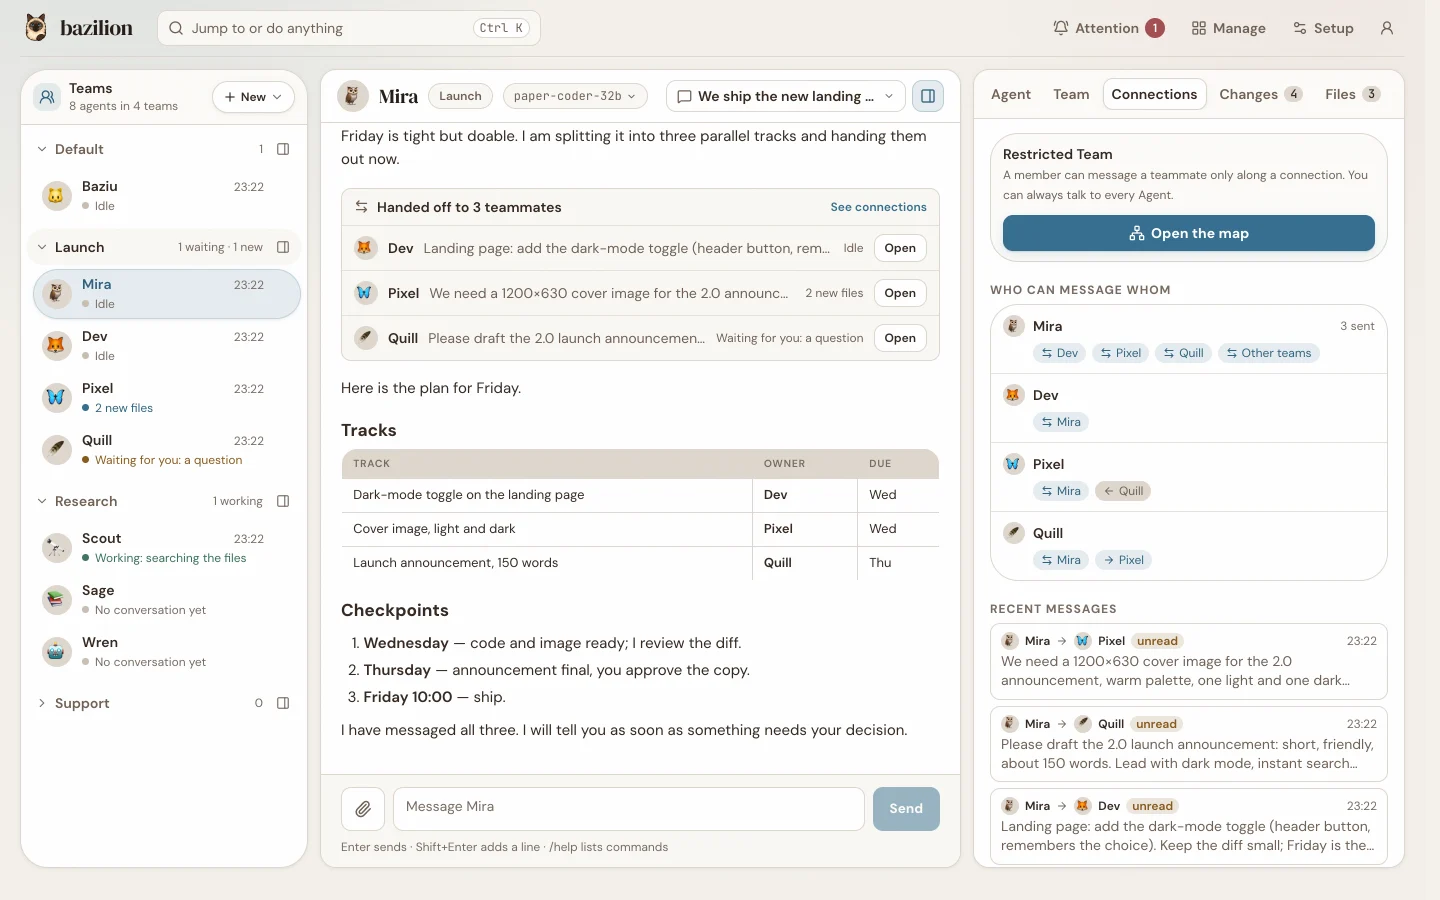 bazilion
Jump to or do anything
Ctrl K
Attention 1
Manage
Setup
Teams
8 agents in 4 teams
+ New
Default 1
Baziu 23:22
Idle
Launch 1 waiting · 1 new
Mira 23:22
Idle
Dev 23:22
Idle
Pixel 23:22
2 new files
Quill 23:22
Waiting for you: a question
Research 1 working
Scout 23:22
Working: searching the files
Sage
No conversation yet
Wren
No conversation yet
Support 0
Mira Launch paper-coder-32b We ship the new landing ...
Friday is tight but doable. I am splitting it into three parallel tracks and handing them
out now.
Handed off to 3 teammates See connections
Dev Landing page: add the dark-mode toggle (header button, rem... Idle Open
Pixel We need a 1200×630 cover image for the 2.0 announc... 2 new files Open
Quill Please draft the 2.0 launch announcemen... Waiting for you: a question Open
Here is the plan for Friday.
Tracks
TRACK OWNER DUE
Dark-mode toggle on the landing page Dev Wed
Cover image, light and dark Pixel Wed
Launch announcement, 150 words Quill Thu
Checkpoints
1. Wednesday — code and image ready; I review the diff.
2. Thursday — announcement final, you approve the copy.
3. Friday 10:00 — ship.
I have messaged all three. I will tell you as soon as something needs your decision.
Message Mira
Send
Enter sends · Shift+Enter adds a line · /help lists commands
Agent Team Connections Changes 4 Files 3
Restricted Team
A member can message a teammate only along a connection. You
can always talk to every Agent.
Open the map
WHO CAN MESSAGE WHOM
Mira 3 sent
⇆ Dev ⇆ Pixel ⇆ Quill ⇆ Other teams
Dev
⇆ Mira
Pixel
⇆ Mira ← Quill
Quill
⇆ Mira → Pixel
RECENT MESSAGES
Mira → Pixel unread 23:22
We need a 1200×630 cover image for the 2.0
announcement, warm palette, one light and one dark...
Mira → Quill unread 23:22
Please draft the 2.0 launch announcement: short, friendly,
about 150 words. Lead with dark mode, instant search...
Mira → Dev unread 23:22
Landing page: add the dark-mode toggle (header button,
remembers the choice). Keep the diff small; Friday is the...